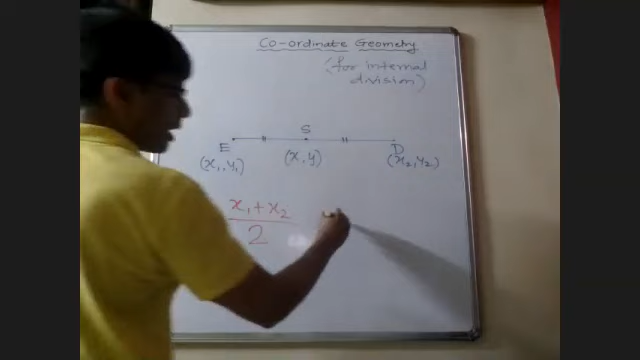 Co-ordinate Geometry
(for internal
division)
S
E
D
(x₁, y₁)
(x, y)
(x₂, y₂)
x₁ + x₂
2